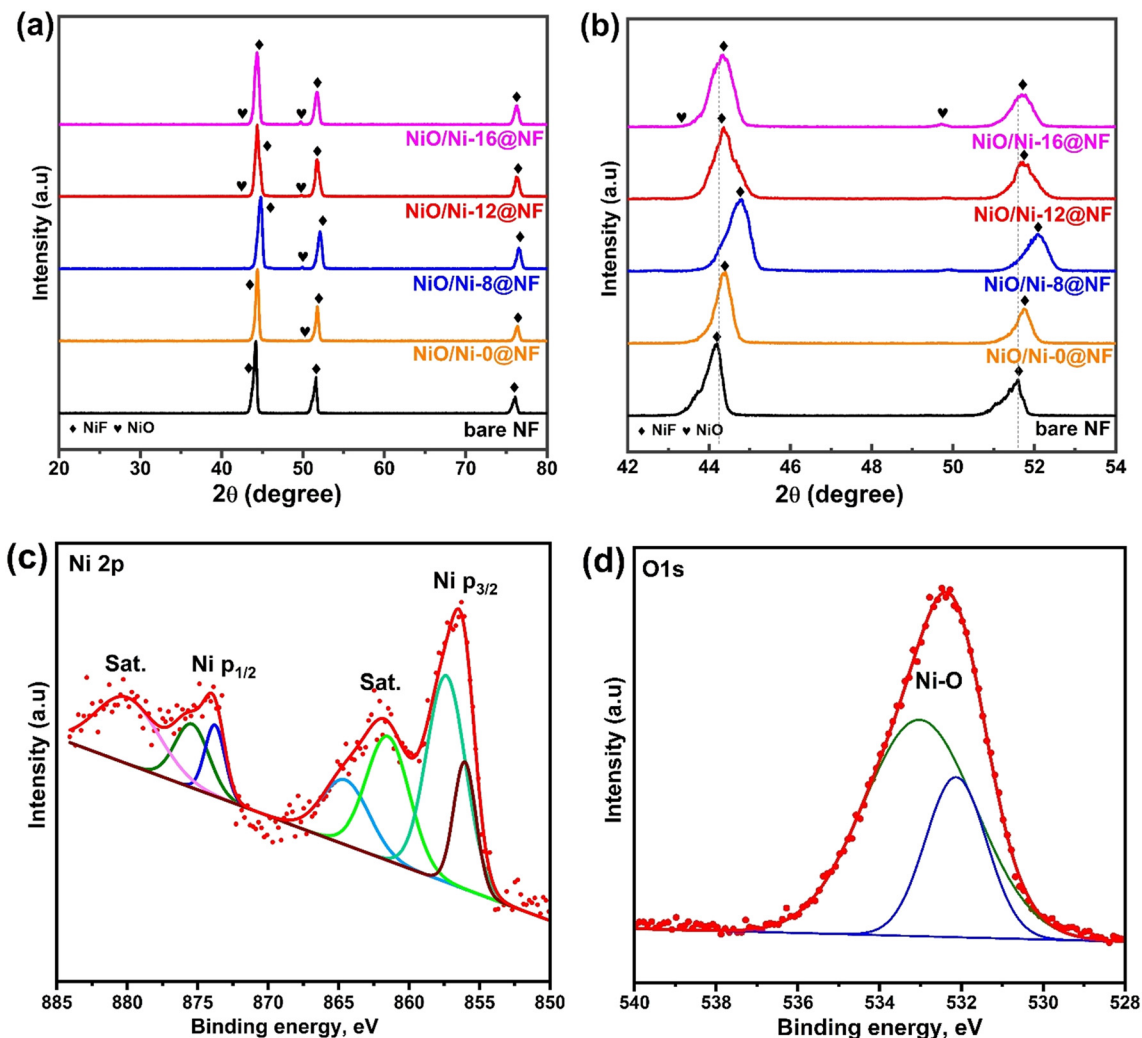 (a)
Intensity (a.u)
NiO/Ni-16@NF
NiO/Ni-12@NF
NiO/Ni-8@NF
NiO/Ni-0@NF
♦ NiF ♥ NiO
bare NF
20 30 40 50 60 70 80
2θ (degree)
(b)
Intensity (a.u)
NiO/Ni-16@NF
NiO/Ni-12@NF
NiO/Ni-8@NF
NiO/Ni-0@NF
♦ NiF ♥ NiO
bare NF
42 44 46 48 50 52 54
2θ (degree)
(c)
Ni 2p
Ni p3/2
Sat.
Ni p1/2
Sat.
Intensity (a.u)
885 880 875 870 865 860 855 850
Binding energy, eV
(d)
O1s
Ni-O
Intensity (a.u)
540 538 536 534 532 530 528
Binding energy, eV